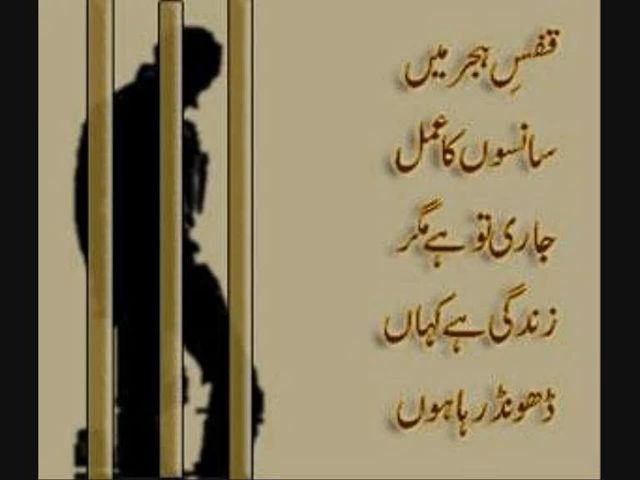 قفسِ ہجر میں
سانسوں کا عمل
جاری تو ہے مگر
زندگی ہے کہاں
ڈھونڈ رہا ہوں